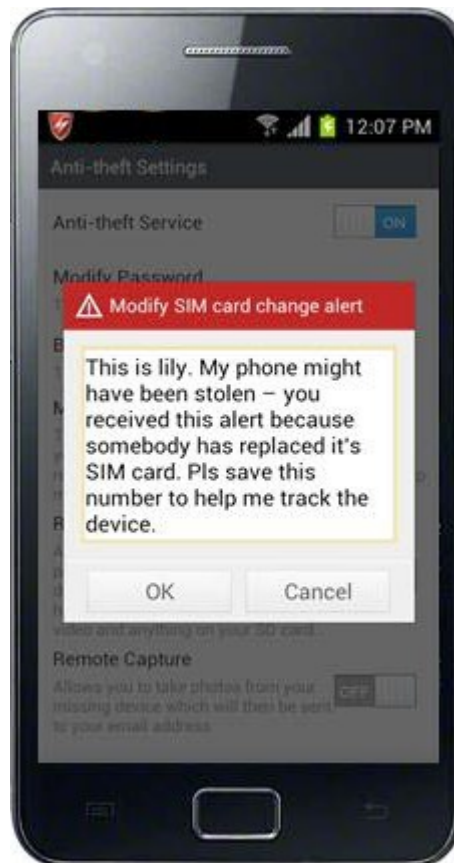 12:07 PM
Anti-theft Settings
Anti-theft Service
ON
Modify Password
Modify SIM card change alert
This is lily. My phone might
have been stolen – you
received this alert because
somebody has replaced it's
SIM card. Pls save this
number to help me track the
device.
OK
Cancel
video and anything on your SD card.
Remote Capture
Allows you to take photos from your
missing device which will then be sent
to your email address
OFF